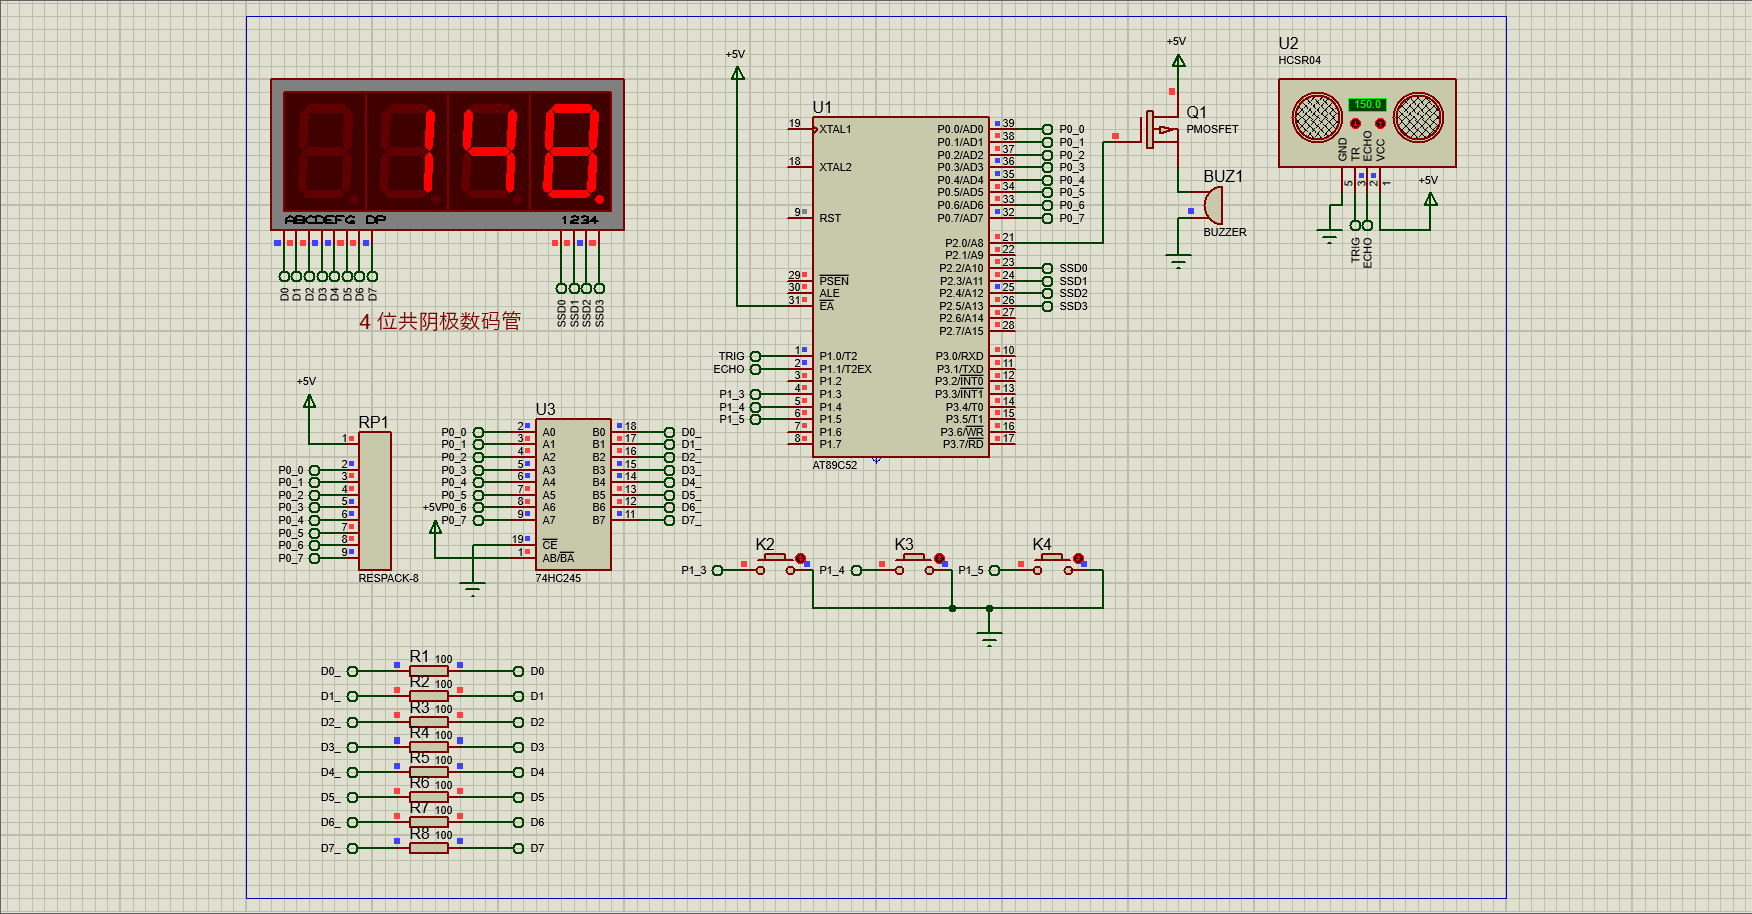 148.
ABCDEFG DP
1234
D0
D1
D2
D3
D4
D5
D6
D7
SSD0
SSD1
SSD2
SSD3
4 位共阴极数码管
+5V
U1
19 XTAL1
18 XTAL2
9 RST
29 PSEN
30 ALE
31 EA
1 P1.0/T2
2 P1.1/T2EX
3 P1.2
4 P1.3
5 P1.4
6 P1.5
7 P1.6
8 P1.7
TRIG
ECHO
P1_3
P1_4
P1_5
P0.0/AD0 39 P0_0
P0.1/AD1 38 P0_1
P0.2/AD2 37 P0_2
P0.3/AD3 36 P0_3
P0.4/AD4 35 P0_4
P0.5/AD5 34 P0_5
P0.6/AD6 33 P0_6
P0.7/AD7 32 P0_7
P2.0/A8 21
P2.1/A9 22
P2.2/A10 23 SSD0
P2.3/A11 24 SSD1
P2.4/A12 25 SSD2
P2.5/A13 26 SSD3
P2.6/A14 27
P2.7/A15 28
P3.0/RXD 10
P3.1/TXD 11
P3.2/INT0 12
P3.3/INT1 13
P3.4/T0 14
P3.5/T1 15
P3.6/WR 16
P3.7/RD 17
AT89C52
+5V
Q1
PMOSFET
BUZ1
BUZZER
U2
HCSR04
150.0
GND
TR
ECHO
VCC
5
3
2
1
+5V
TRIG
ECHO
+5V
RP1
1
P0_0 2
P0_1 3
P0_2 4
P0_3 5
P0_4 6
P0_5 7
P0_6 8
P0_7 9
RESPACK-8
U3
P0_0 2 A0 B0 18 D0_
P0_1 3 A1 B1 17 D1_
P0_2 4 A2 B2 16 D2_
P0_3 5 A3 B3 15 D3_
P0_4 6 A4 B4 14 D4_
P0_5 7 A5 B5 13 D5_
+5V P0_6 8 A6 B6 12 D6_
P0_7 9 A7 B7 11 D7_
19 CE
1 AB/BA
74HC245
K2
K3
K4
P1_3
P1_4
P1_5
R1 100
D0_ D0
R2 100
D1_ D1
R3 100
D2_ D2
R4 100
D3_ D3
R5 100
D4_ D4
R6 100
D5_ D5
R7 100
D6_ D6
R8 100
D7_ D7